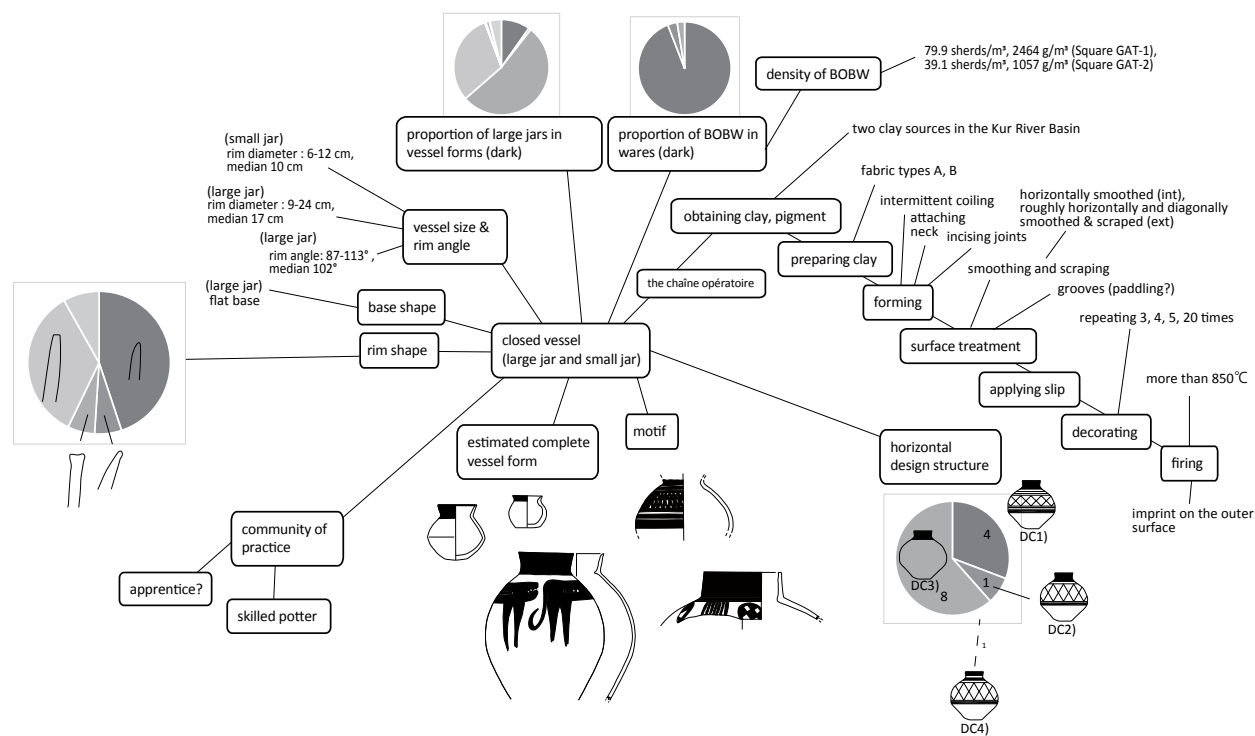 79.9 sherds/m³, 2464 g/m³ (Square GAT-1),
39.1 sherds/m³, 1057 g/m³ (Square GAT-2)
density of BOBW
proportion of large jars in
vessel forms (dark)
proportion of BOBW in
wares (dark)
two clay sources in the Kur River Basin
(small jar)
rim diameter : 6-12 cm,
median 10 cm
(large jar)
rim diameter : 9-24 cm,
median 17 cm
(large jar)
rim angle: 87-113° ,
median 102°
vessel size &
rim angle
(large jar)
flat base
base shape
rim shape
obtaining clay, pigment
fabric types A, B
preparing clay
intermittent coiling
attaching
neck
incising joints
horizontally smoothed (int),
roughly horizontally and diagonally
smoothed & scraped (ext)
the chaîne opératoire
forming
smoothing and scraping
grooves (paddling?)
surface treatment
repeating 3, 4, 5, 20 times
closed vessel
(large jar and small jar)
applying slip
more than 850℃
decorating
firing
imprint on the outer
surface
estimated complete
vessel form
motif
horizontal
design structure
community of
practice
apprentice?
skilled potter
4
1
8
DC1)
DC3)
DC2)
1
DC4)